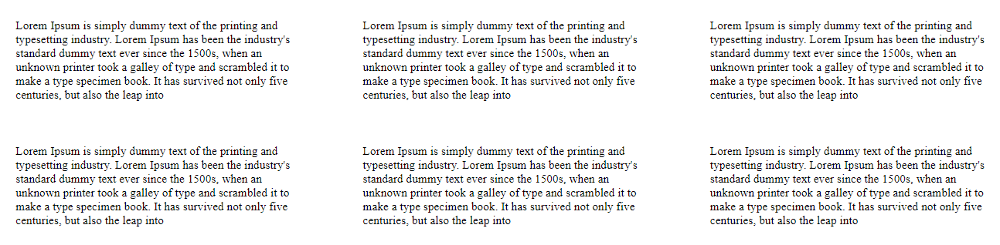 Lorem Ipsum is simply dummy text of the printing and
typesetting industry. Lorem Ipsum has been the industry's
standard dummy text ever since the 1500s, when an
unknown printer took a galley of type and scrambled it to
make a type specimen book. It has survived not only five
centuries, but also the leap into
Lorem Ipsum is simply dummy text of the printing and
typesetting industry. Lorem Ipsum has been the industry's
standard dummy text ever since the 1500s, when an
unknown printer took a galley of type and scrambled it to
make a type specimen book. It has survived not only five
centuries, but also the leap into
Lorem Ipsum is simply dummy text of the printing and
typesetting industry. Lorem Ipsum has been the industry's
standard dummy text ever since the 1500s, when an
unknown printer took a galley of type and scrambled it to
make a type specimen book. It has survived not only five
centuries, but also the leap into
Lorem Ipsum is simply dummy text of the printing and
typesetting industry. Lorem Ipsum has been the industry's
standard dummy text ever since the 1500s, when an
unknown printer took a galley of type and scrambled it to
make a type specimen book. It has survived not only five
centuries, but also the leap into
Lorem Ipsum is simply dummy text of the printing and
typesetting industry. Lorem Ipsum has been the industry's
standard dummy text ever since the 1500s, when an
unknown printer took a galley of type and scrambled it to
make a type specimen book. It has survived not only five
centuries, but also the leap into
Lorem Ipsum is simply dummy text of the printing and
typesetting industry. Lorem Ipsum has been the industry's
standard dummy text ever since the 1500s, when an
unknown printer took a galley of type and scrambled it to
make a type specimen book. It has survived not only five
centuries, but also the leap into